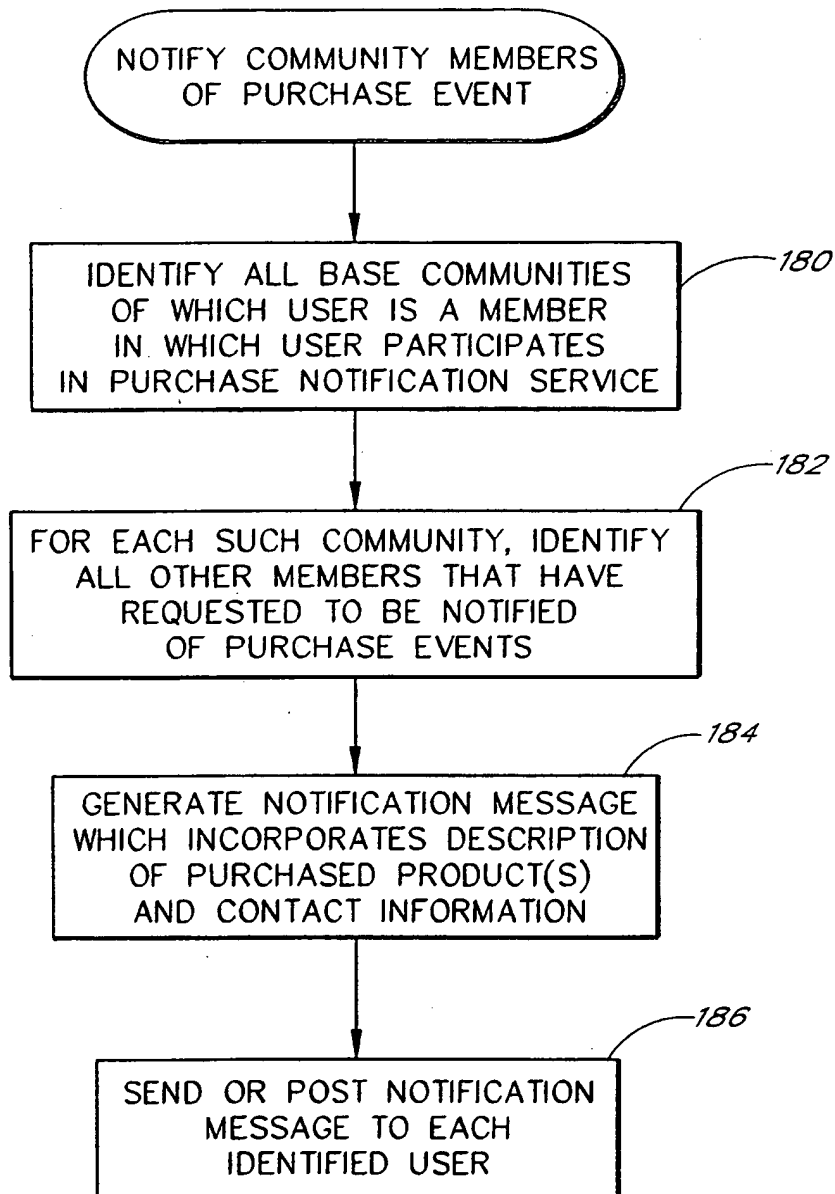 NOTIFY COMMUNITY MEMBERS
OF PURCHASE EVENT
180
IDENTIFY ALL BASE COMMUNITIES
OF WHICH USER IS A MEMBER
IN WHICH USER PARTICIPATES
IN PURCHASE NOTIFICATION SERVICE
182
FOR EACH SUCH COMMUNITY, IDENTIFY
ALL OTHER MEMBERS THAT HAVE
REQUESTED TO BE NOTIFIED
OF PURCHASE EVENTS
184
GENERATE NOTIFICATION MESSAGE
WHICH INCORPORATES DESCRIPTION
OF PURCHASED PRODUCT(S)
AND CONTACT INFORMATION
186
SEND OR POST NOTIFICATION
MESSAGE TO EACH
IDENTIFIED USER